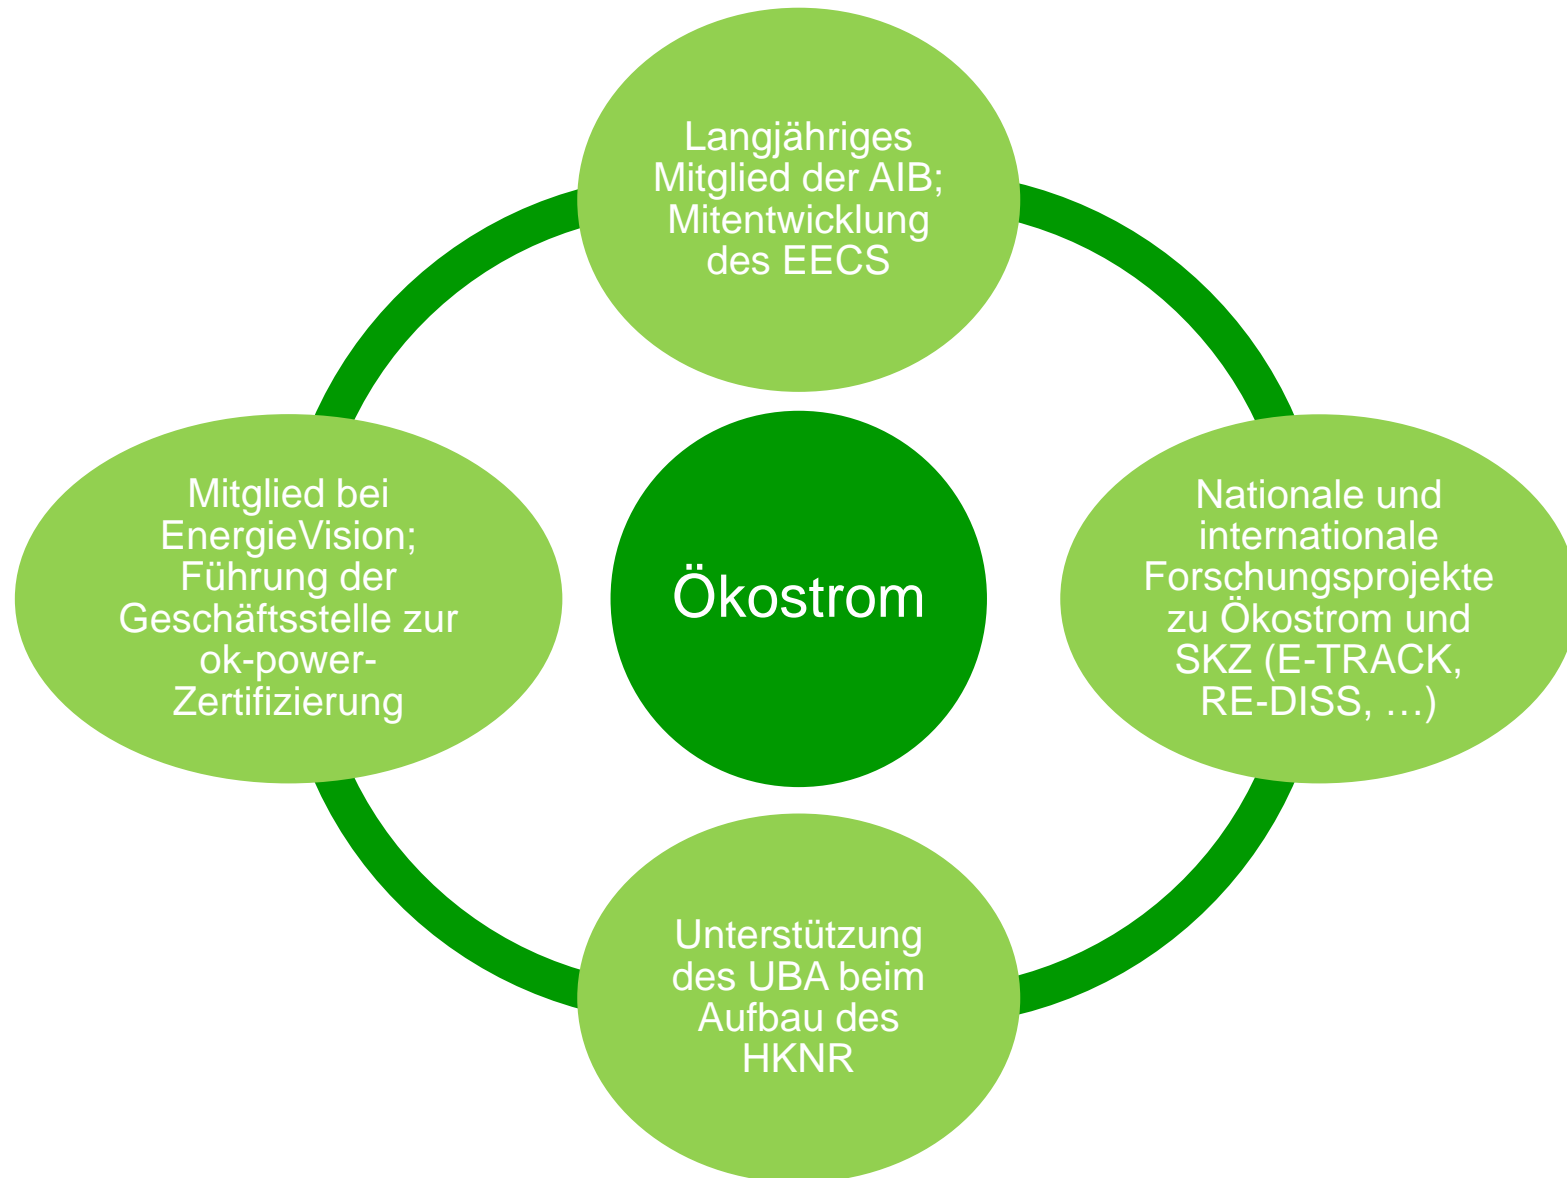 Langjähriges
Mitglied der AIB;
Mitentwicklung
des EECS
Mitglied bei
EnergieVision;
Führung der
Geschäftsstelle zur
ok-power-
Zertifizierung
Ökostrom
Nationale und
internationale
Forschungsprojekte
zu Ökostrom und
SKZ (E-TRACK,
RE-DISS, …)
Unterstützung
des UBA beim
Aufbau des
HKNR